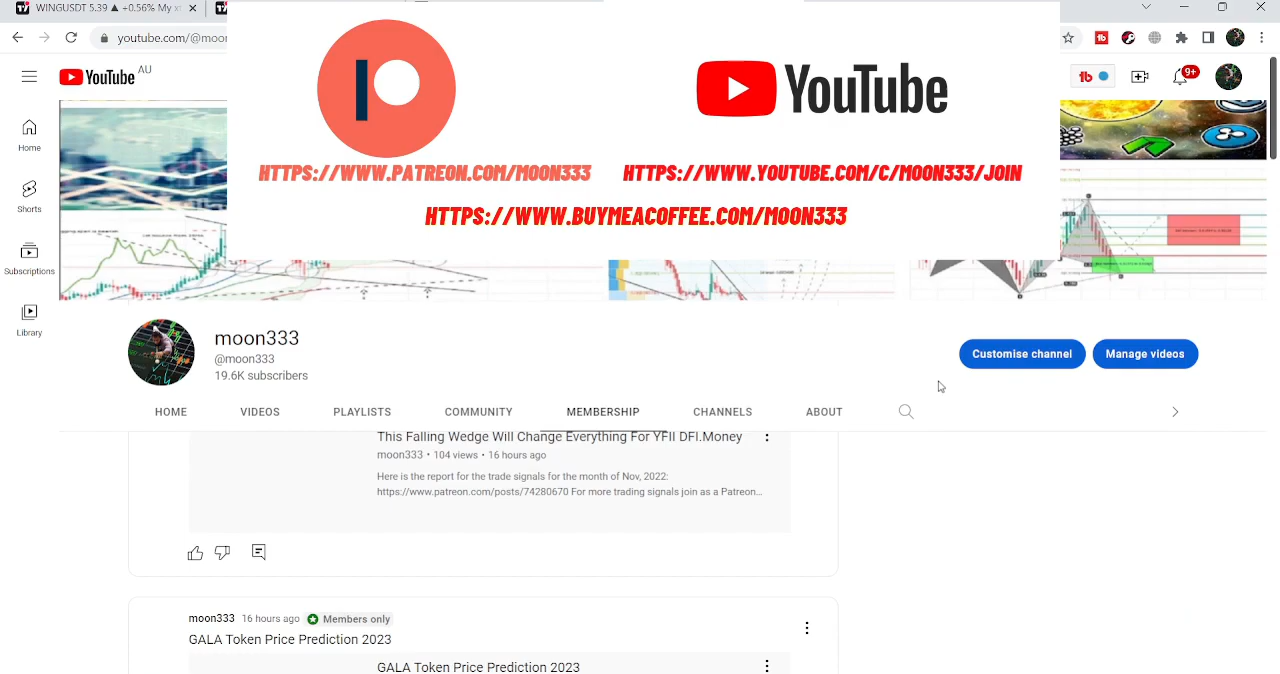 WINGSUSDT 5.39 ▲ +0.56% M
youtube.com/@moon
YouTube AU
YouTube
HTTPS://WWW.PATREON.COM/MOON333
HTTPS://WWW.YOUTUBE.COM/C/MOON333/JOIN
HTTPS://WWW.BUYMEACOFFEE.COM/MOON333
9+
Home
Shorts
Subscriptions
Library
moon333
@moon333
19.6K subscribers
Customise channel
Manage videos
HOME
VIDEOS
PLAYLISTS
COMMUNITY
MEMBERSHIP
CHANNELS
ABOUT
This Falling Wedge Will Change Everything For YFII DFI.Money
moon333 • 104 views • 16 hours ago
Here is the report for the trade signals for the month of Nov, 2022:
https://www.patreon.com/posts/74280670 For more trading signals join as a Patreon…
moon333 16 hours ago Members only
GALA Token Price Prediction 2023
GALA Token Price Prediction 2023